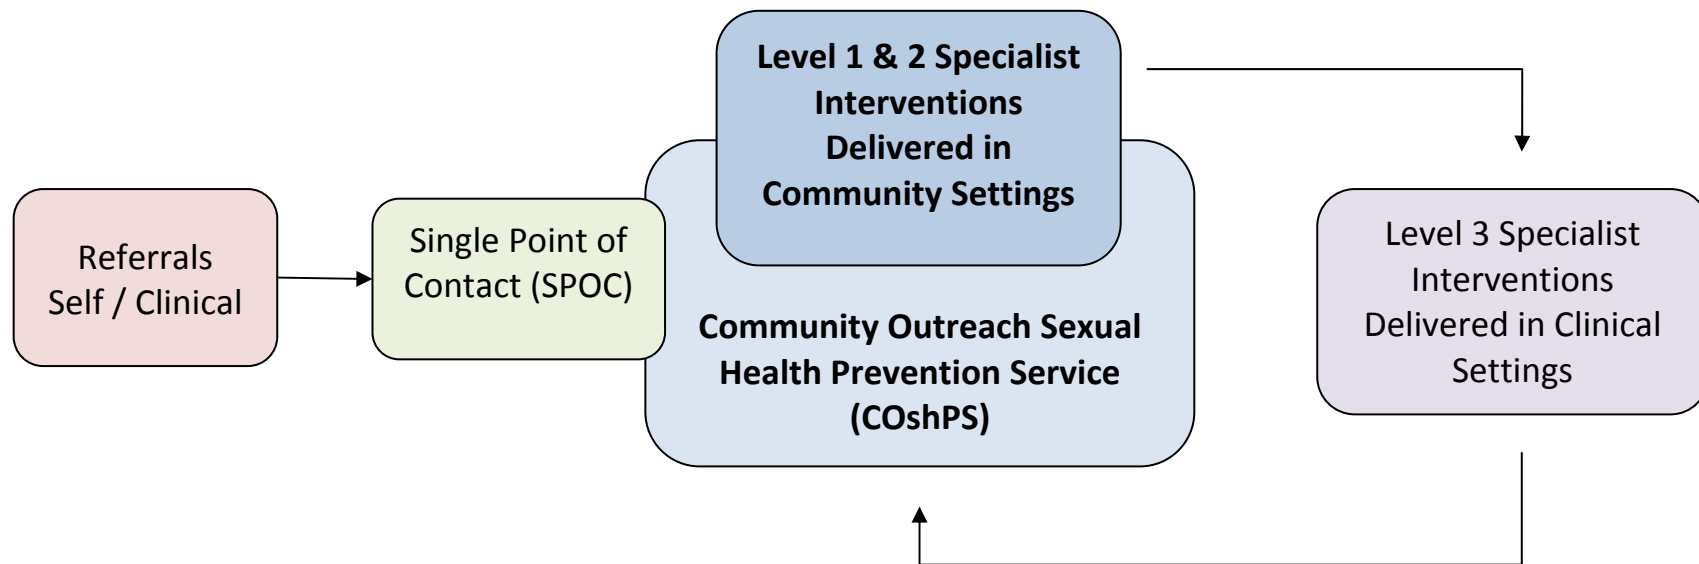 Referrals
Self / Clinical
Single Point of
Contact (SPOC)
Level 1 & 2 Specialist
Interventions
Delivered in
Community Settings
Community Outreach Sexual
Health Prevention Service
(COshPS)
Level 3 Specialist
Interventions
Delivered in Clinical
Settings